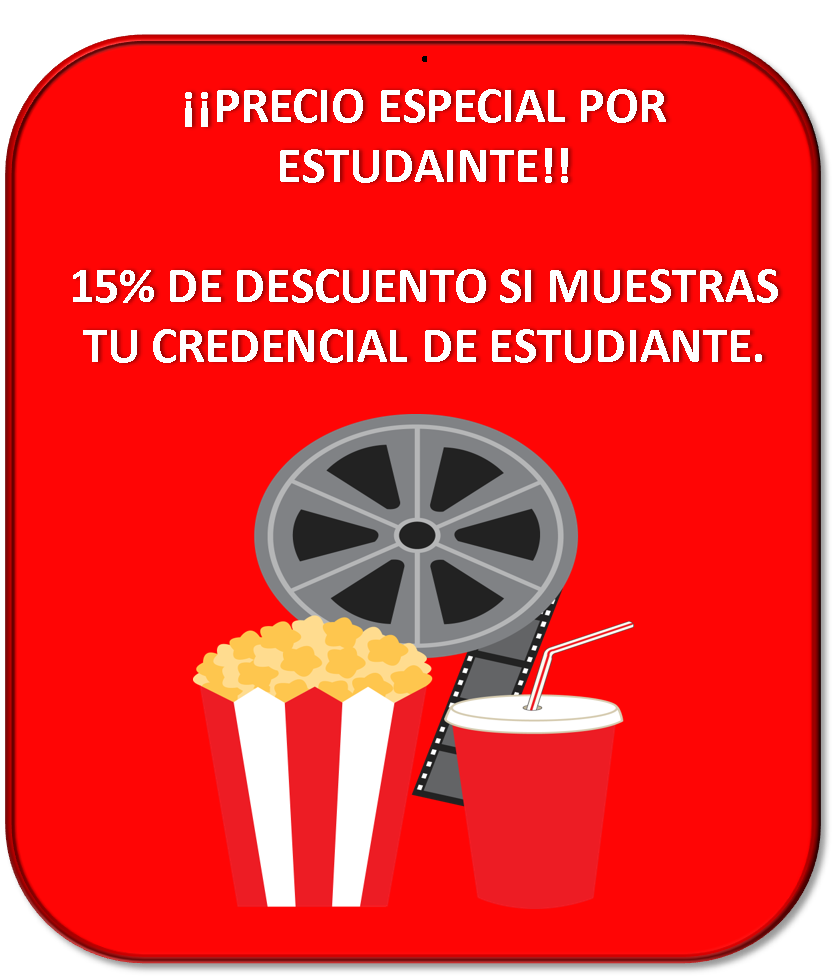 ¡¡PRECIO ESPECIAL POR
ESTUDAINTE!!
15% DE DESCUENTO SI MUESTRAS
TU CREDENCIAL DE ESTUDIANTE.